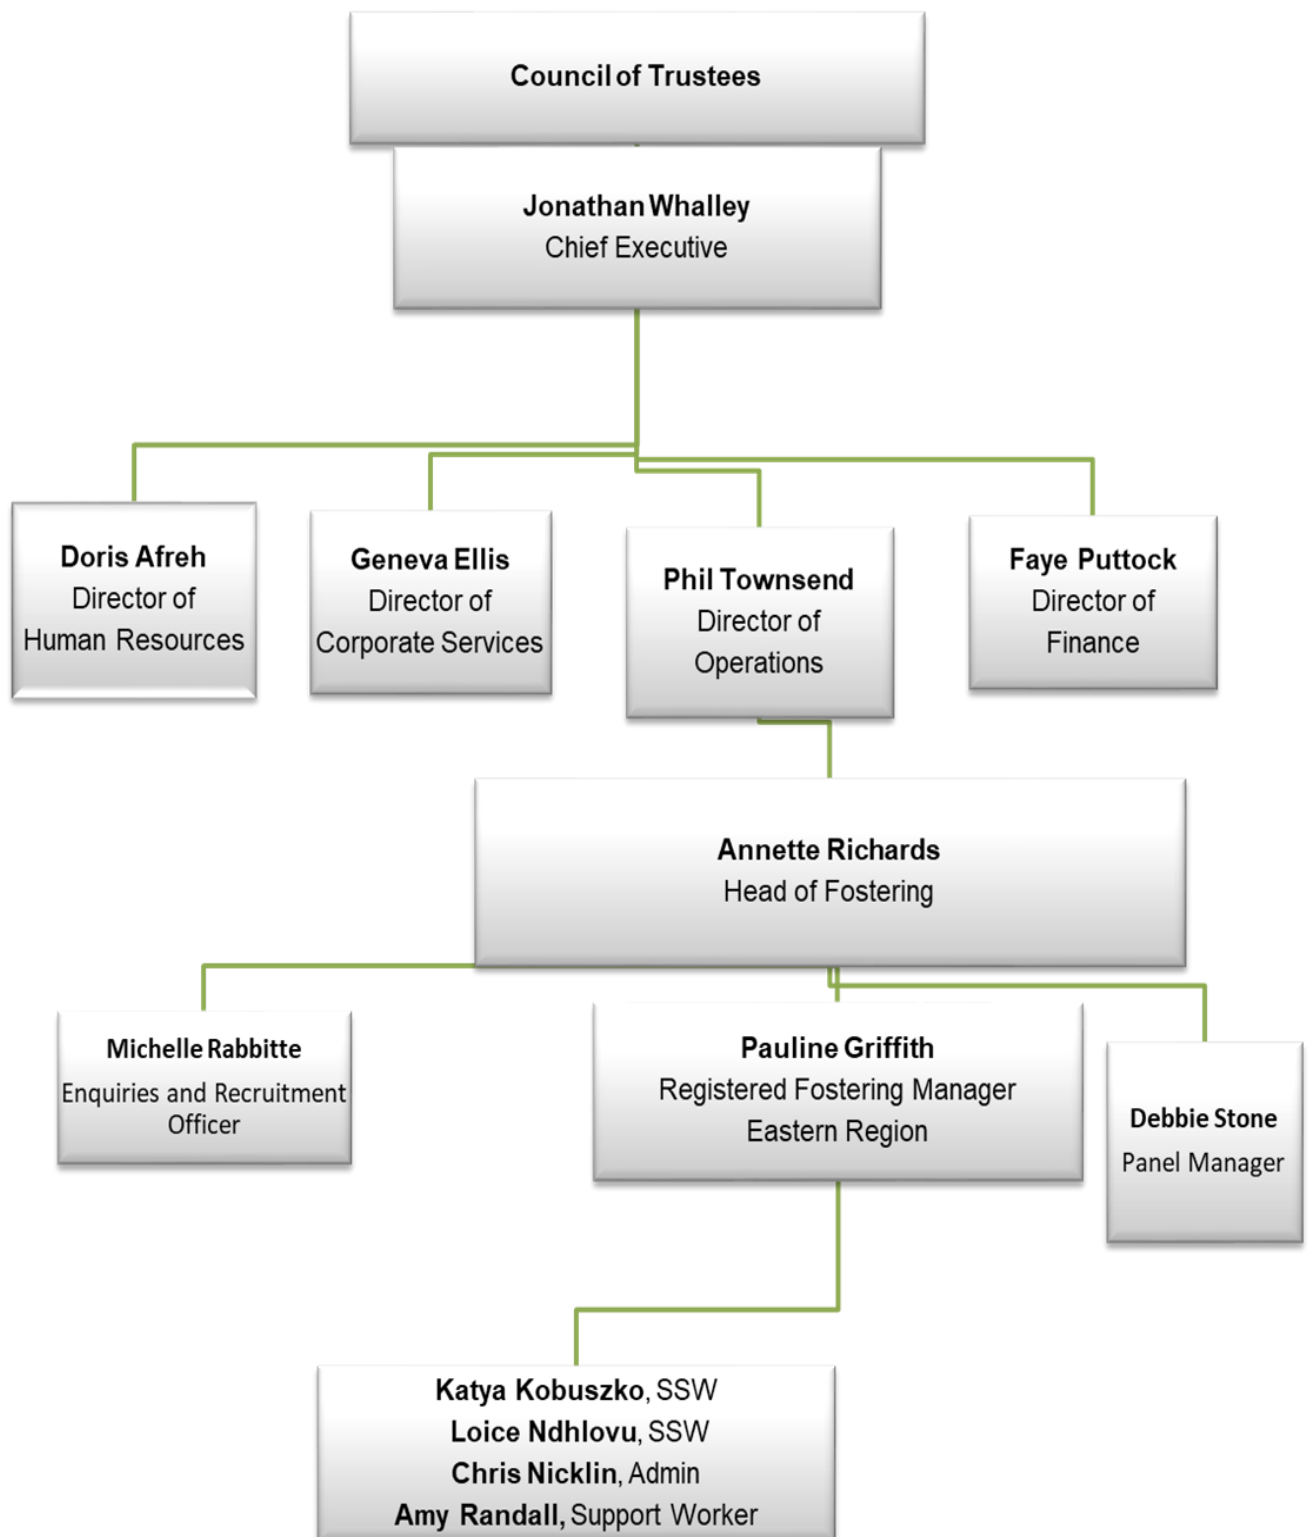 Council of Trustees
Jonathan Whalley
Chief Executive
Doris Afreh
Director of
Human Resources
Geneva Ellis
Director of
Corporate Services
Phil Townsend
Director of
Operations
Faye Puttock
Director of
Finance
Annette Richards
Head of Fostering
Michelle Rabbitte
Enquiries and Recruitment
Officer
Pauline Griffith
Registered Fostering Manager
Eastern Region
Debbie Stone
Panel Manager
Katya Kobuszko, SSW
Loice Ndhlovu, SSW
Chris Nicklin, Admin
Amy Randall, Support Worker